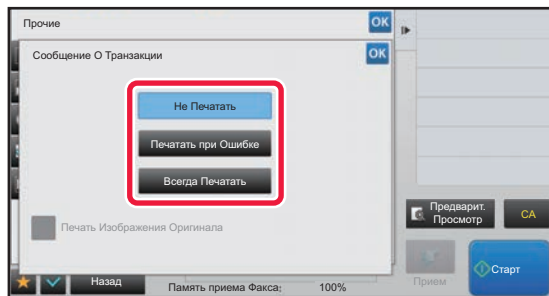 Прочие
OK
Сообщение О Транзакции
OK
Не Печатать
Печатать при Ошибке
Всегда Печатать
Печать Изображения Оригинала
Предварит.
Просмотр
CA
Назад
Память приема Факса:
100%
Прием
Старт